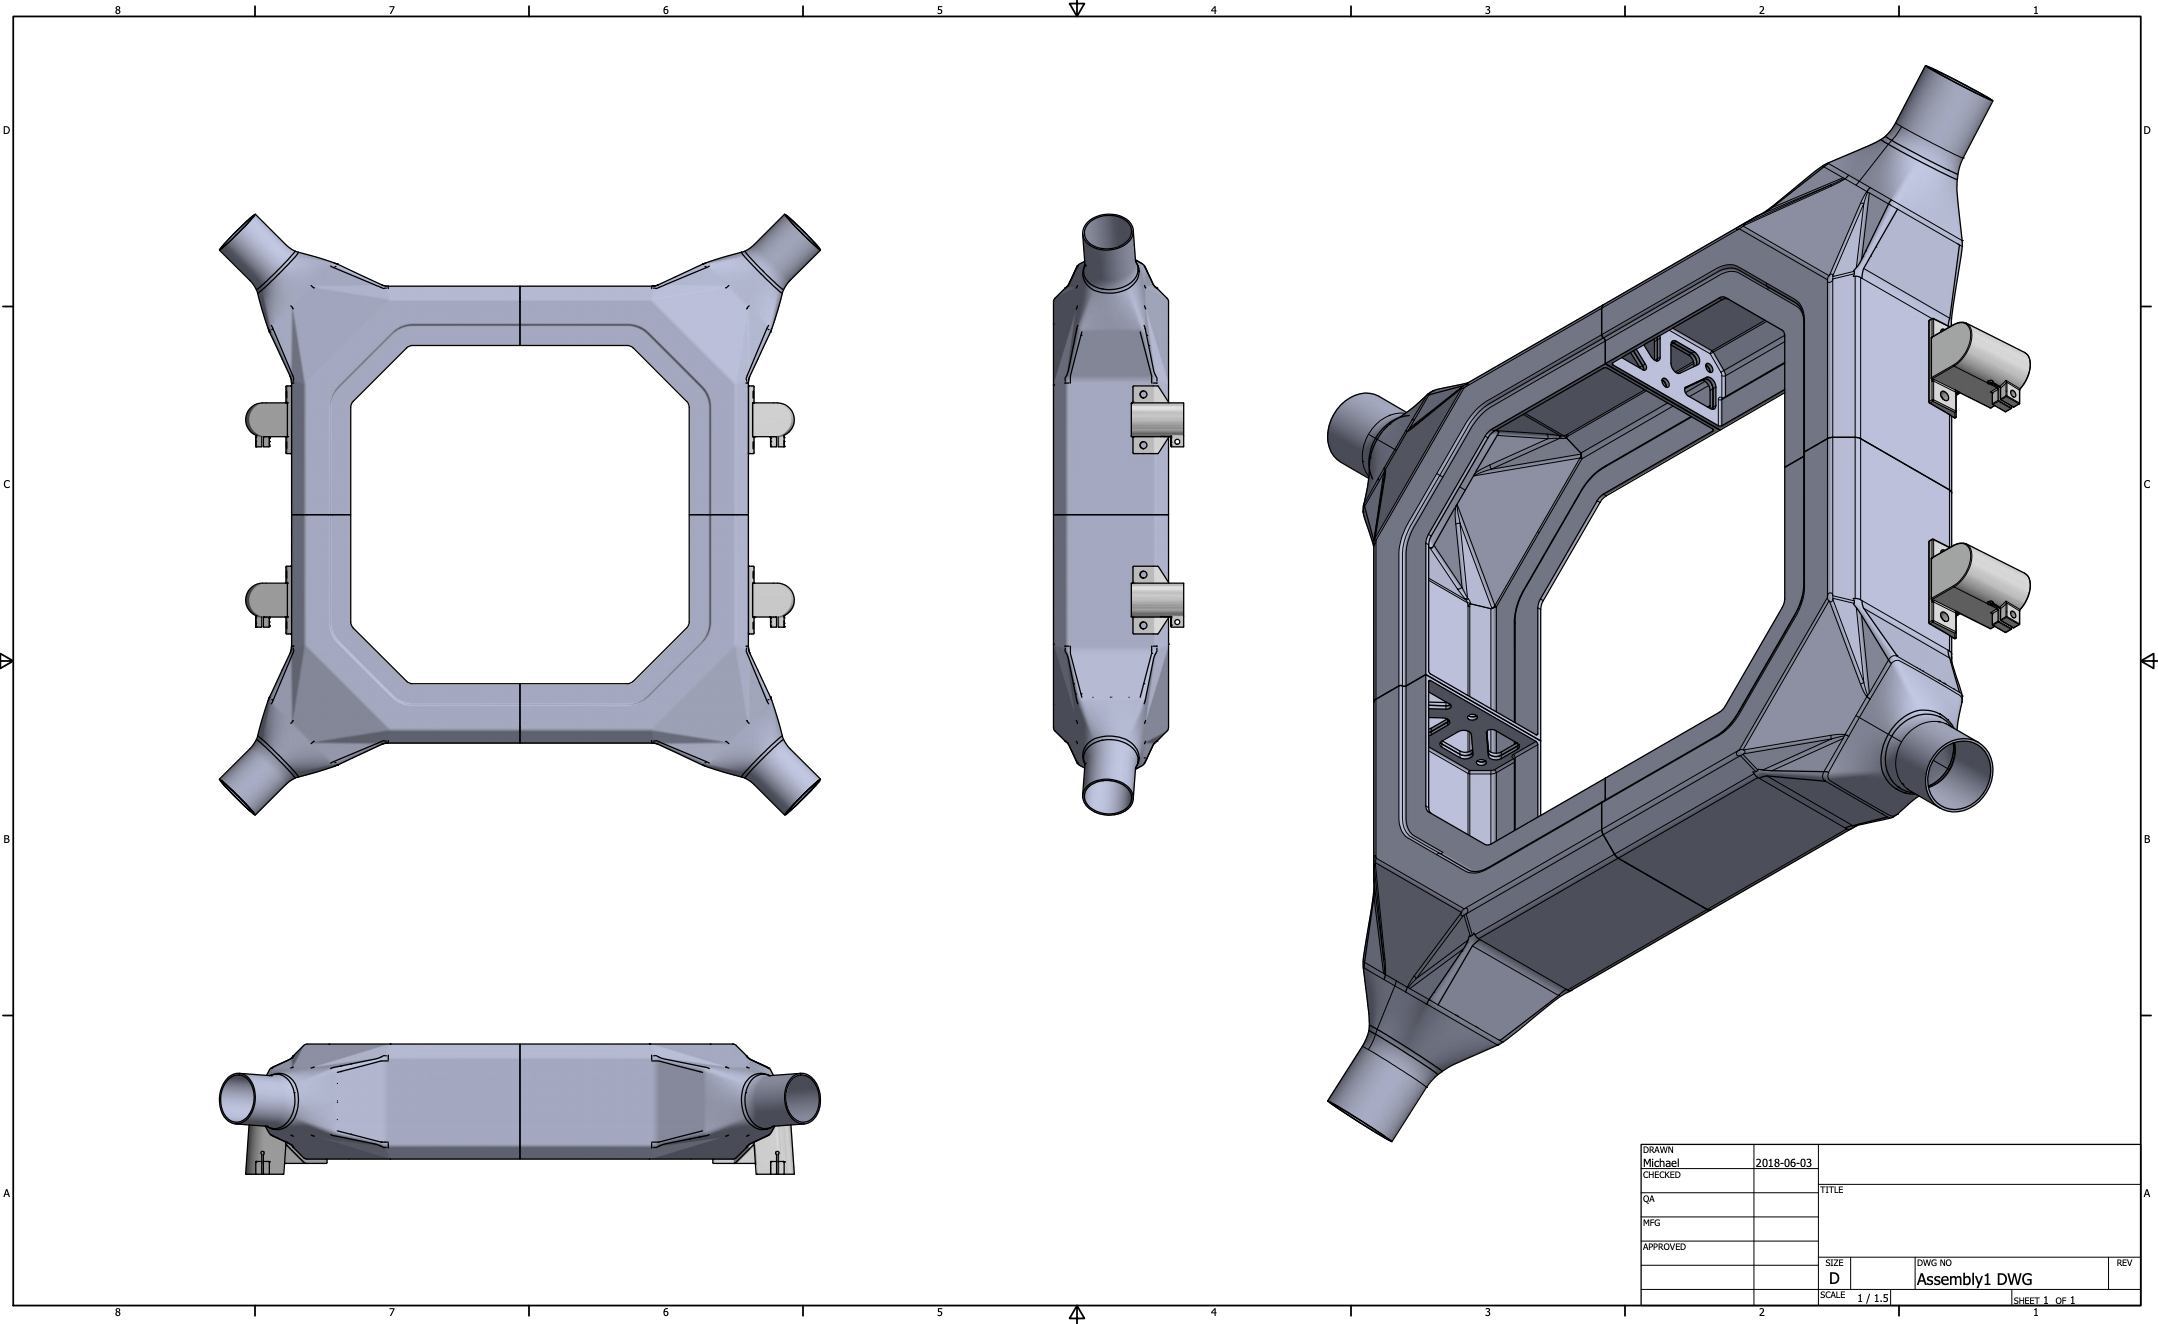 8 7 6 5 4 3 2 1
D D
C C
B B
A A
DRAWN
Michael 2018-06-03
CHECKED
QA
MFG
APPROVED
TITLE
SIZE
D
DWG NO
Assembly1 DWG
REV
SCALE 1 / 1.5
SHEET 1 OF 1
8 7 6 5 4 3 2 1